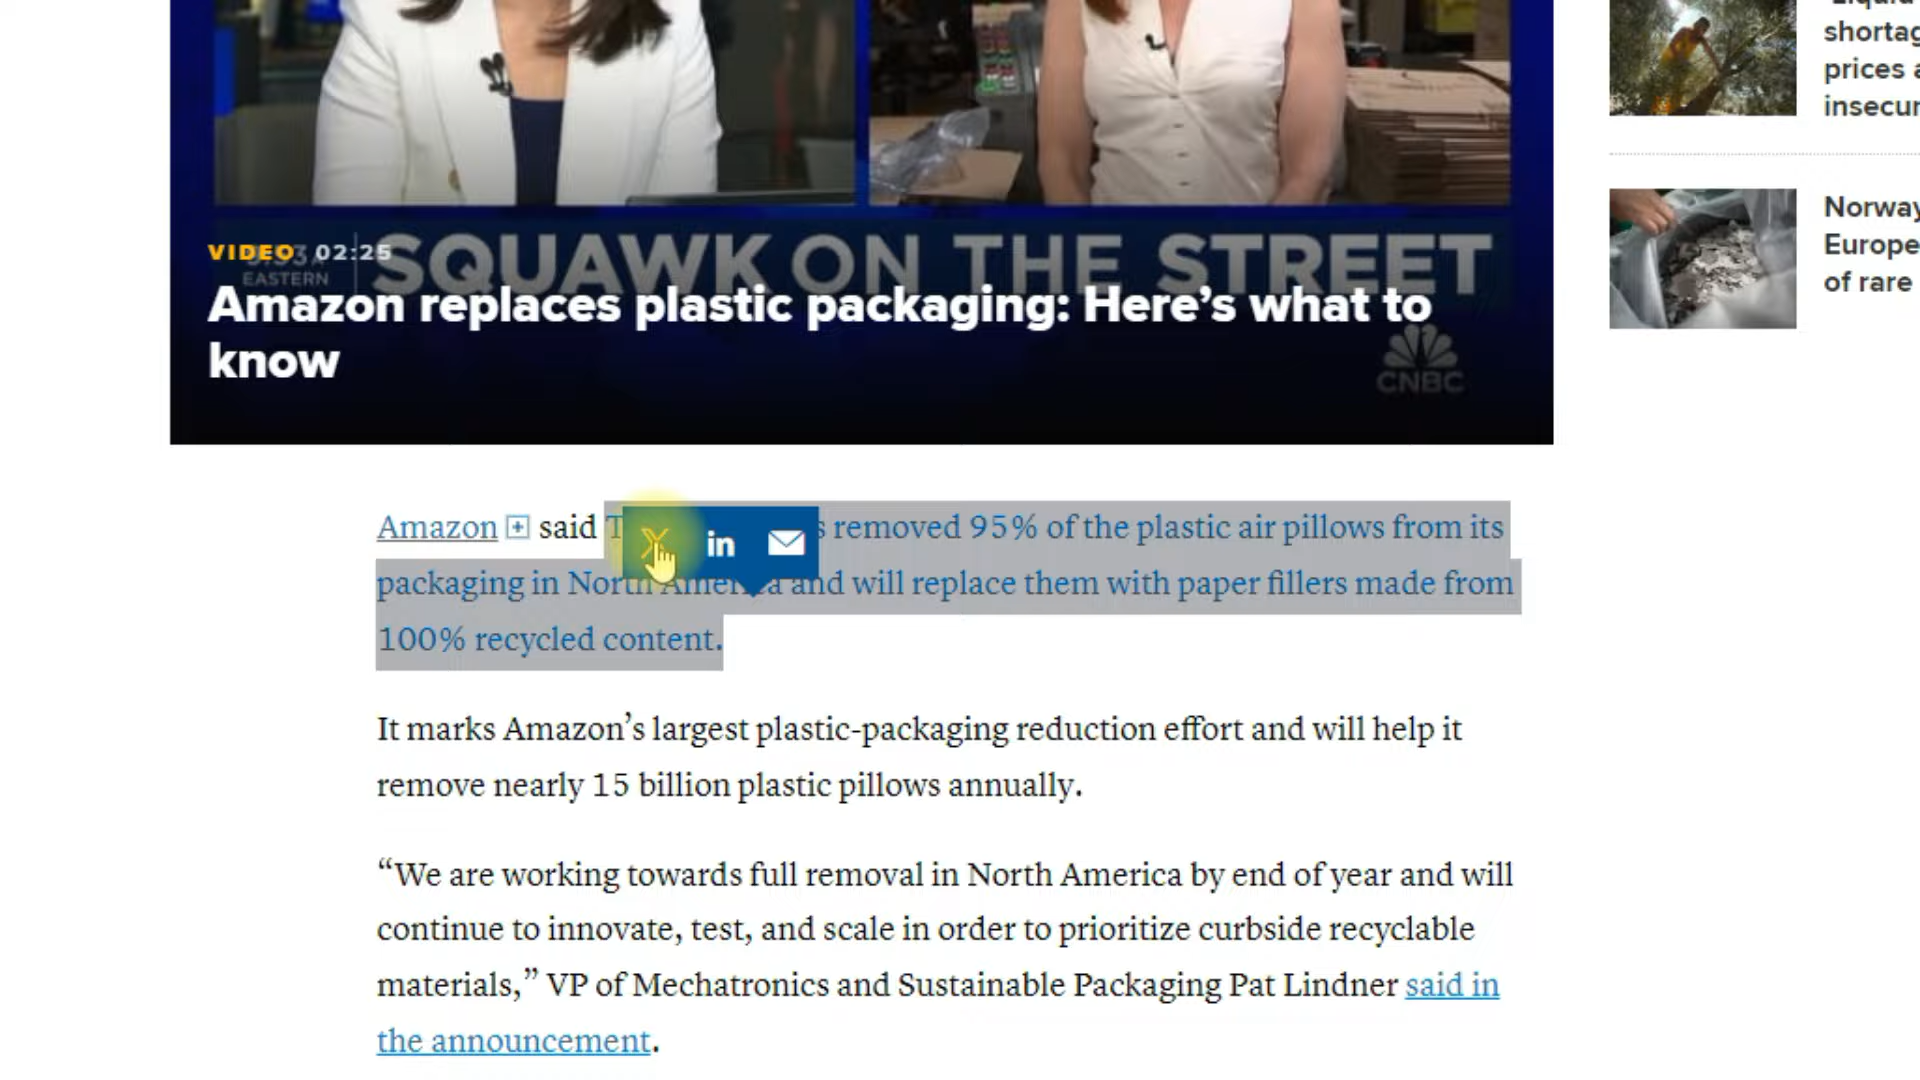 VIDEO 02:25
EASTERN
SQUAWK ON THE STREET
Amazon replaces plastic packaging: Here's what to
know
CNBC
Amazon said
in
removed 95% of the plastic air pillows from its
packaging in North America and will replace them with paper fillers made from
100% recycled content.
It marks Amazon’s largest plastic-packaging reduction effort and will help it
remove nearly 15 billion plastic pillows annually.
“We are working towards full removal in North America by end of year and will
continue to innovate, test, and scale in order to prioritize curbside recyclable
materials,” VP of Mechatronics and Sustainable Packaging Pat Lindner said in
the announcement.
prices
Norway
Europe
of rare